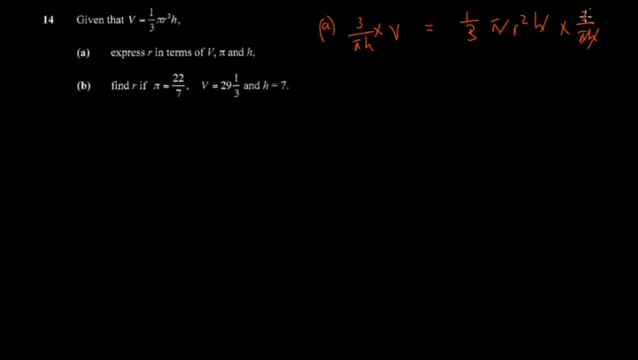 14 Given that V = 1/3 πr²h,
(a) express r in terms of V, π and h,
(b) find r if π = 22/7, V = 29 1/3 and h = 7.
(a) 3/πh × V = 1/3 π r² h × 3/πh